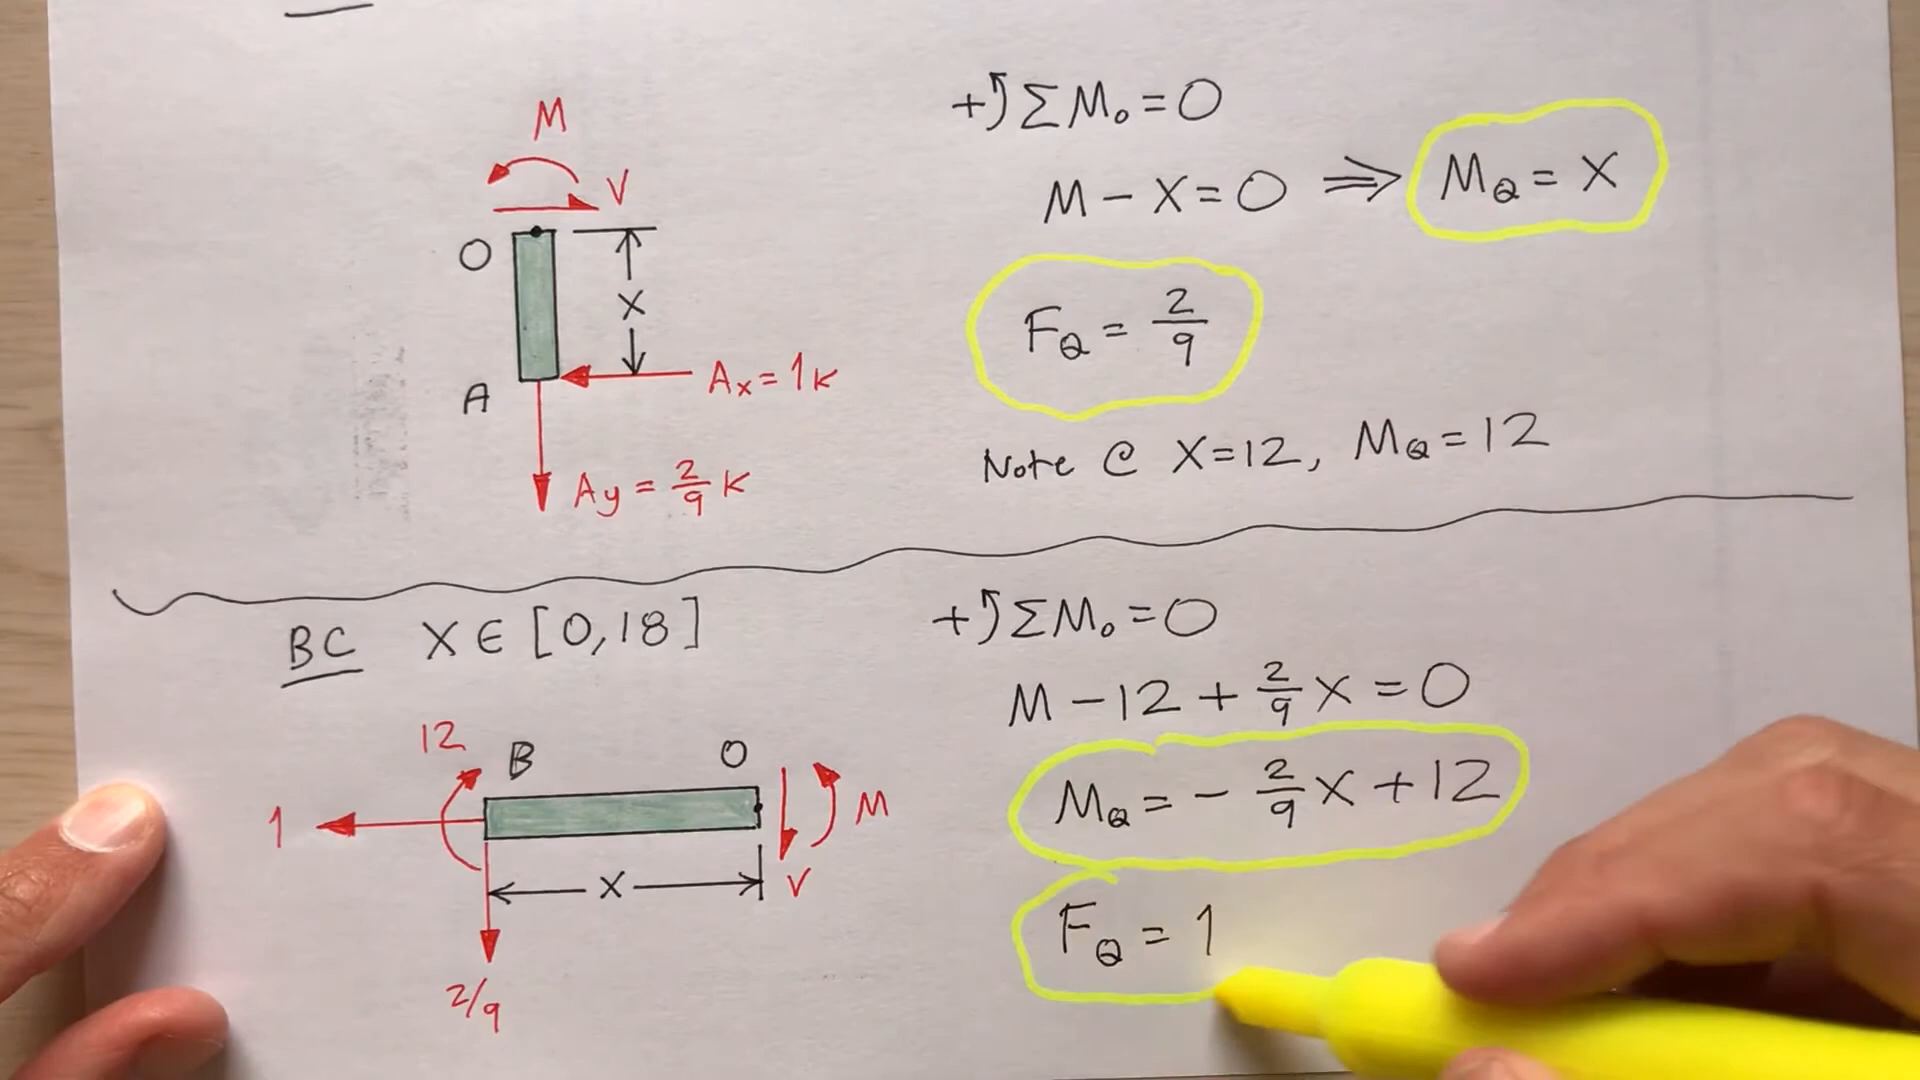 M
V
O
X
A
Ax = 1k
Ay = 2/9 k
+↺ ΣMo = 0
M - X = 0 ⇒ MQ = X
FQ = 2/9
Note @ X=12, MQ = 12
BC X ∈ [0,18]
12
B
O
1
M
V
X
2/9
+↺ ΣMo = 0
M - 12 + 2/9 X = 0
MQ = - 2/9 X + 12
FQ = 1